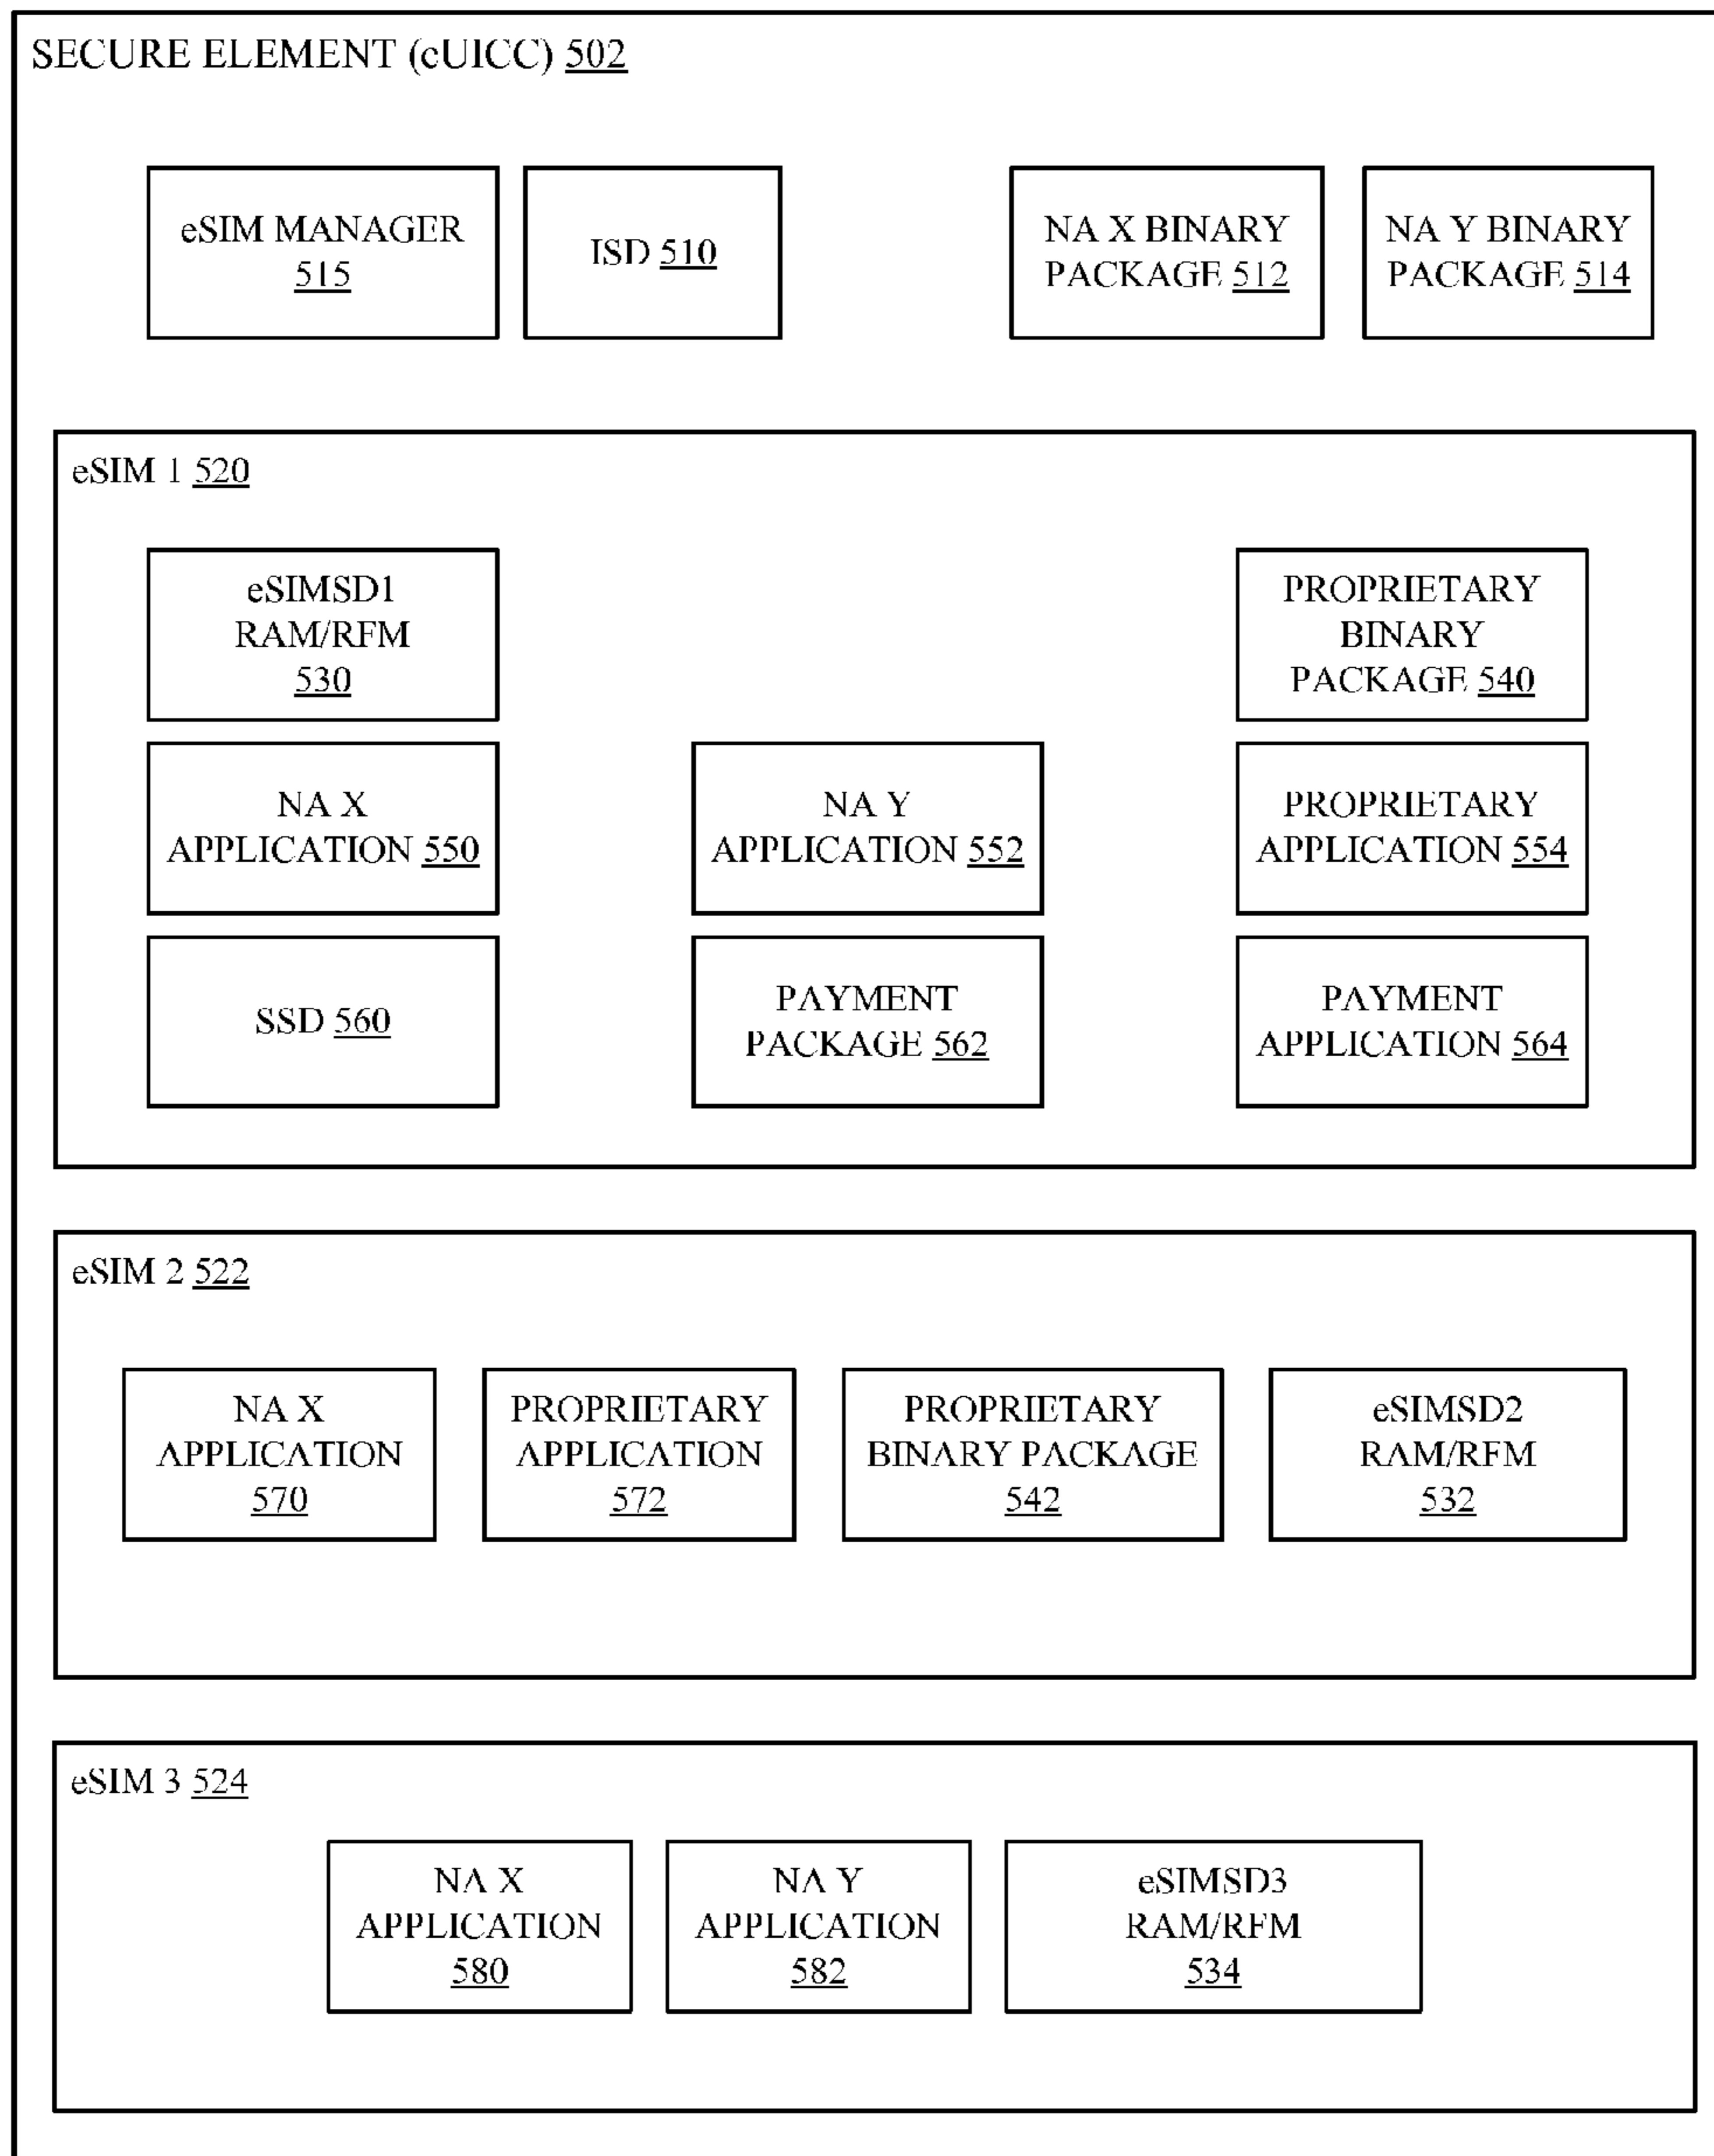 SECURE ELEMENT (eUICC) 502
eSIM MANAGER
515
ISD 510
NA X BINARY
PACKAGE 512
NA Y BINARY
PACKAGE 514
eSIM 1 520
eSIMSD1
RAM/RFM
530
PROPRIETARY
BINARY
PACKAGE 540
NA X
APPLICATION 550
NA Y
APPLICATION 552
PROPRIETARY
APPLICATION 554
SSD 560
PAYMENT
PACKAGE 562
PAYMENT
APPLICATION 564
eSIM 2 522
NA X
APPLICATION
570
PROPRIETARY
APPLICATION
572
PROPRIETARY
BINARY PACKAGE
542
eSIMSD2
RAM/RFM
532
eSIM 3 524
NA X
APPLICATION
580
NA Y
APPLICATION
582
eSIMSD3
RAM/RFM
534